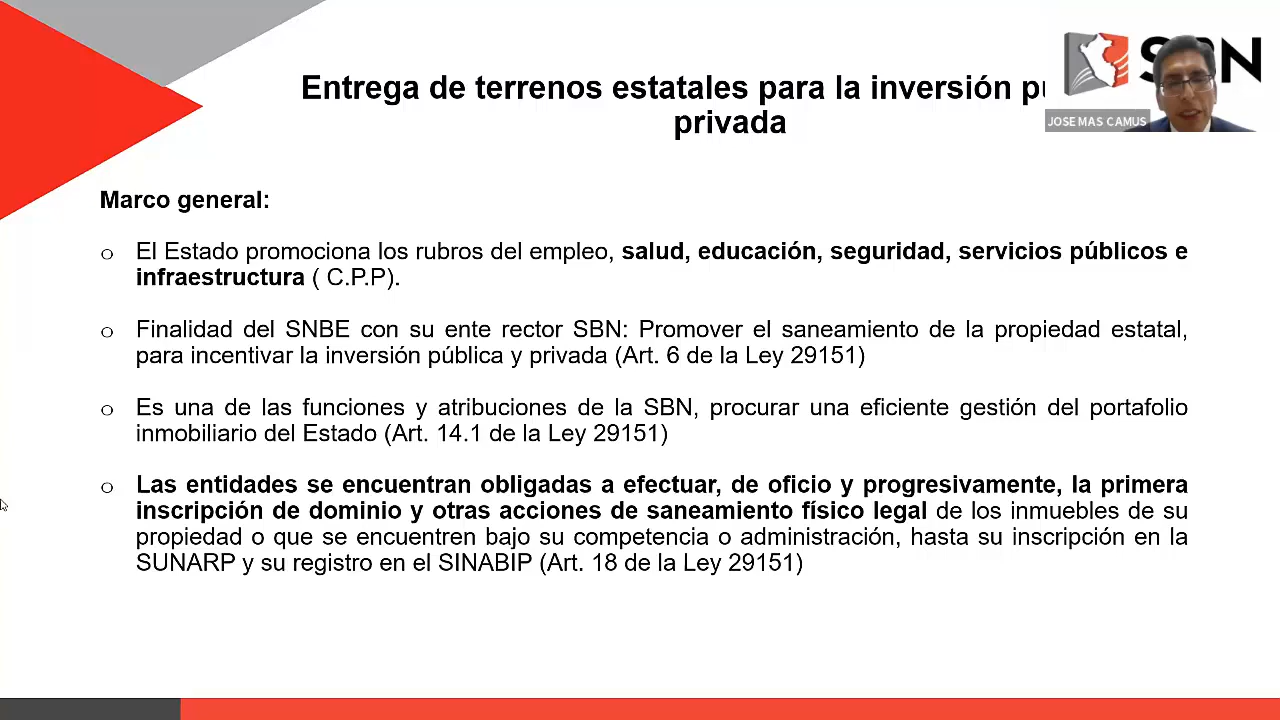 Entrega de terrenos estatales para la inversión
privada
JOSE MAS CAMUS
Marco general:
o El Estado promociona los rubros del empleo, salud, educación, seguridad, servicios públicos e
infraestructura ( C.P.P).
o Finalidad del SNBE con su ente rector SBN: Promover el saneamiento de la propiedad estatal,
para incentivar la inversión pública y privada (Art. 6 de la Ley 29151)
o Es una de las funciones y atribuciones de la SBN, procurar una eficiente gestión del portafolio
inmobiliario del Estado (Art. 14.1 de la Ley 29151)
o Las entidades se encuentran obligadas a efectuar, de oficio y progresivamente, la primera
inscripción de dominio y otras acciones de saneamiento físico legal de los inmuebles de su
propiedad o que se encuentren bajo su competencia o administración, hasta su inscripción en la
SUNARP y su registro en el SINABIP (Art. 18 de la Ley 29151)